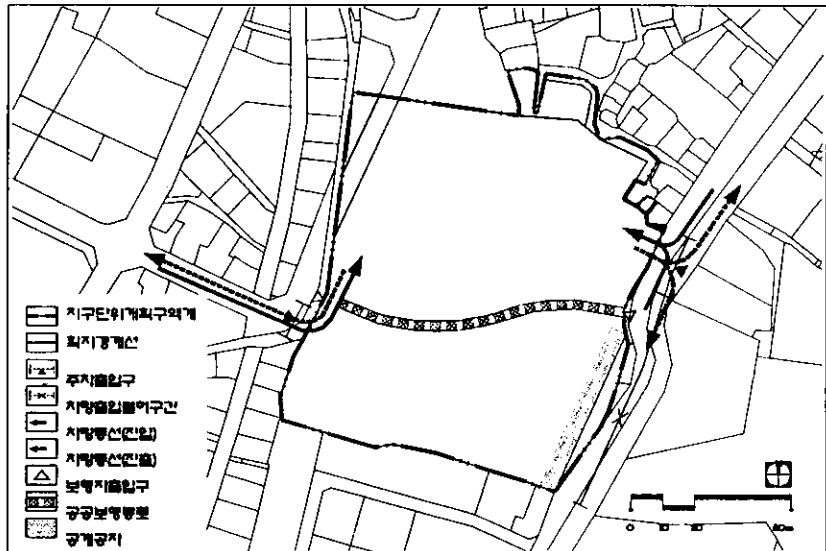 지구단위계획구역계
획지경계선
주차출입구
차량출입불허구간
차량동선(진입)
차량동선(진출)
보행자출입구
공공보행통로
공개공지
0